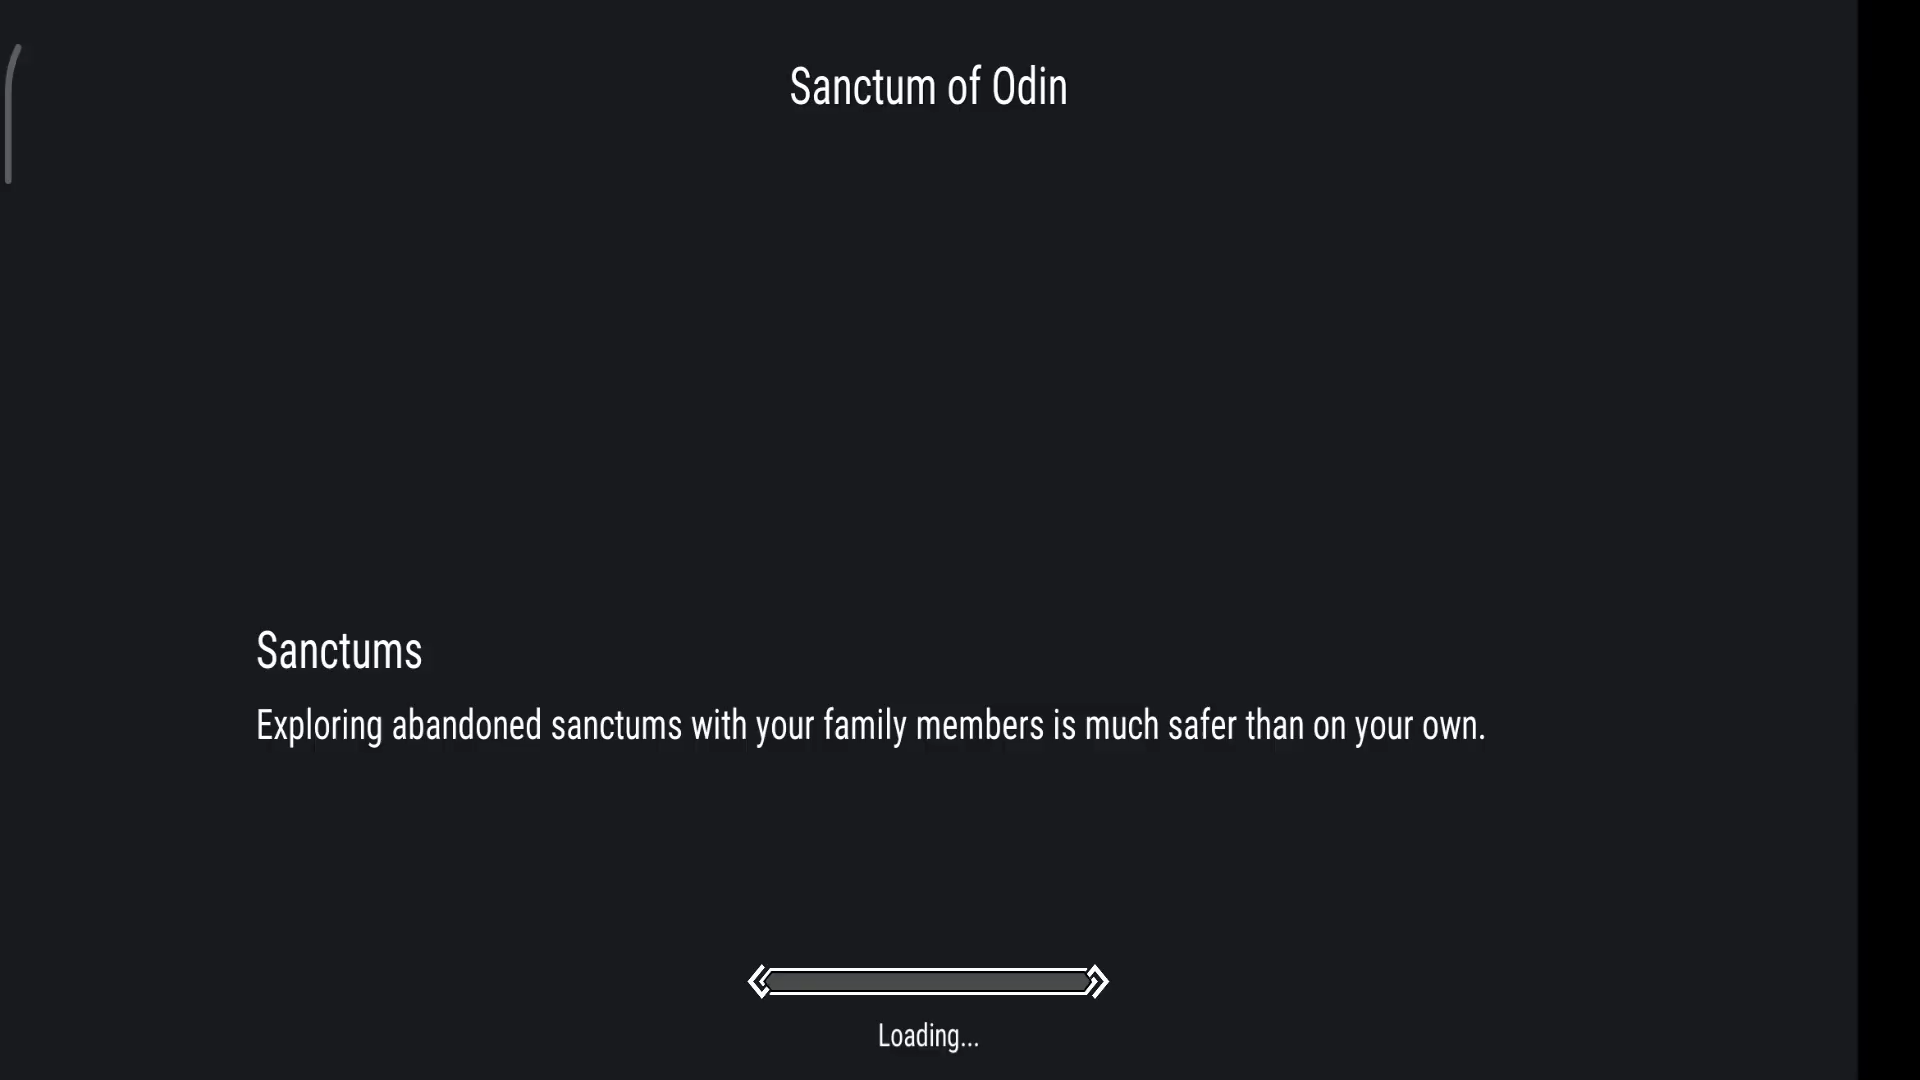 Sanctum of Odin
Sanctums
Exploring abandoned sanctums with your family members is much safer than on your own.
Loading...